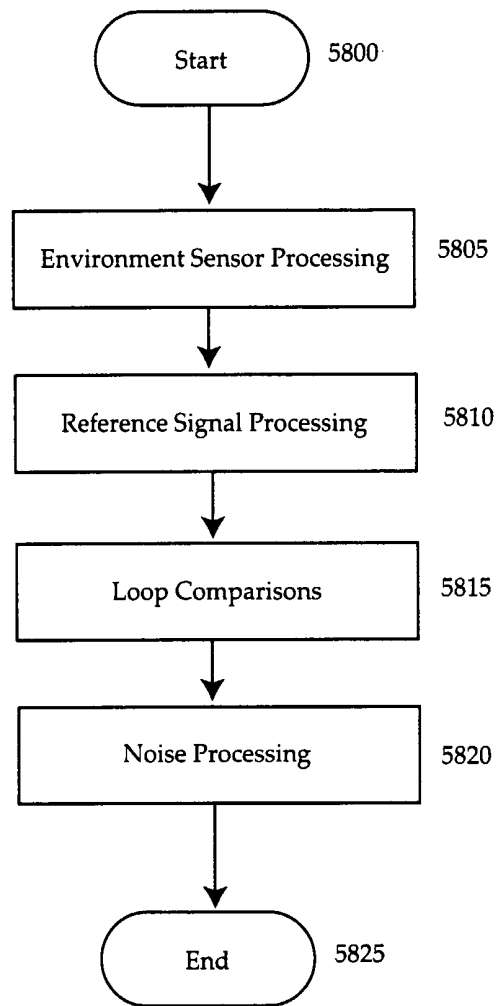 Start 5800
Environment Sensor Processing 5805
Reference Signal Processing 5810
Loop Comparisons 5815
Noise Processing 5820
End 5825